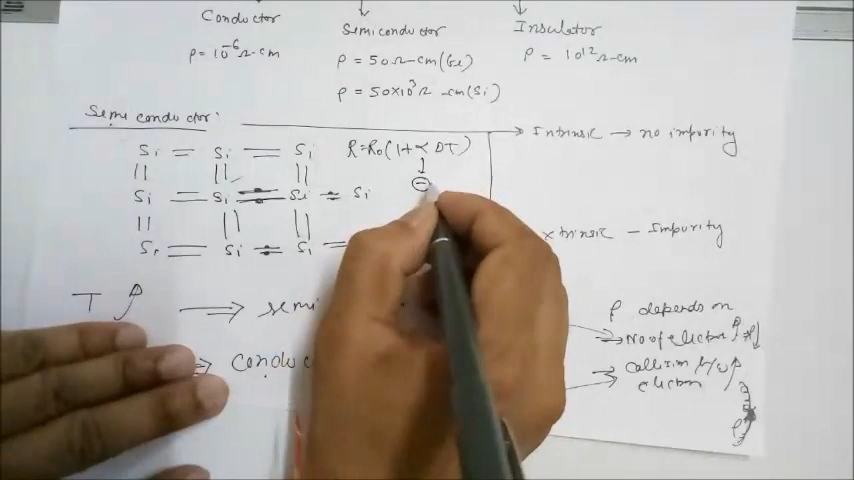 Conductor
Semiconductor
Insulator
ρ = 10⁻⁶ Ω-cm
ρ = 50Ω-cm(Ge)
ρ = 10¹² Ω-cm
ρ = 50×10³ Ω-cm(Si)
Semiconductor:
Intrinsic → no impurity
Si = Si = Si
R=R₀(1+∝ΔT)
Si = Si = Si = Si
⊖
xtrinsic - Impurity
Si = Si = Si =
T
⇒ semi
ρ depends on
→ No of electron ↑ ρ↓
⇒ conduc
→ Collision b/w ↑
electron
ρ